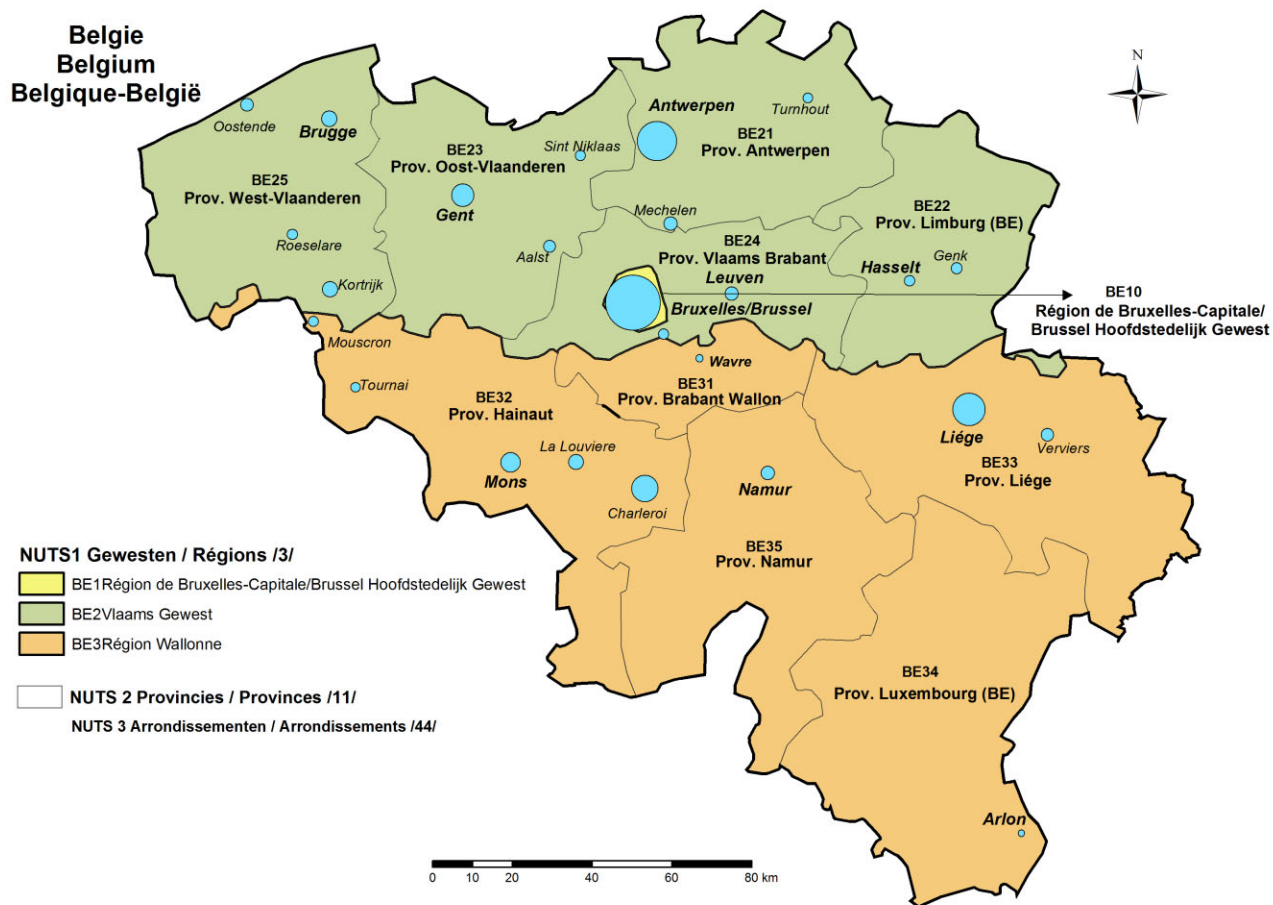 Belgie
Belgium
Belgique-België
N
Antwerpen
Turnhout
Oostende
Brugge
BE21
Prov. Antwerpen
BE23
Prov. Oost-Vlaanderen
Sint Niklaas
BE25
Prov. West-Vlaanderen
Gent
Mechelen
BE22
Prov. Limburg (BE)
Roeselare
Aalst
BE24
Prov. Vlaams Brabant
Leuven
Hasselt
Genk
Kortrijk
Bruxelles/Brussel
BE10
Région de Bruxelles-Capitale/
Brussel Hoofdstedelijk Gewest
Mouscron
Wavre
Tournai
BE32
Prov. Hainaut
BE31
Prov. Brabant Wallon
Liége
Verviers
La Louviere
Mons
BE33
Prov. Liége
Namur
Charleroi
BE35
Prov. Namur
NUTS1 Gewesten / Régions /3/
BE1Région de Bruxelles-Capitale/Brussel Hoofdstedelijk Gewest
BE2Vlaams Gewest
BE3Région Wallonne
BE34
Prov. Luxembourg (BE)
NUTS 2 Provincies / Provinces /11/
NUTS 3 Arrondissementen / Arrondissements /44/
Arlon
0 10 20 40 60 80 km